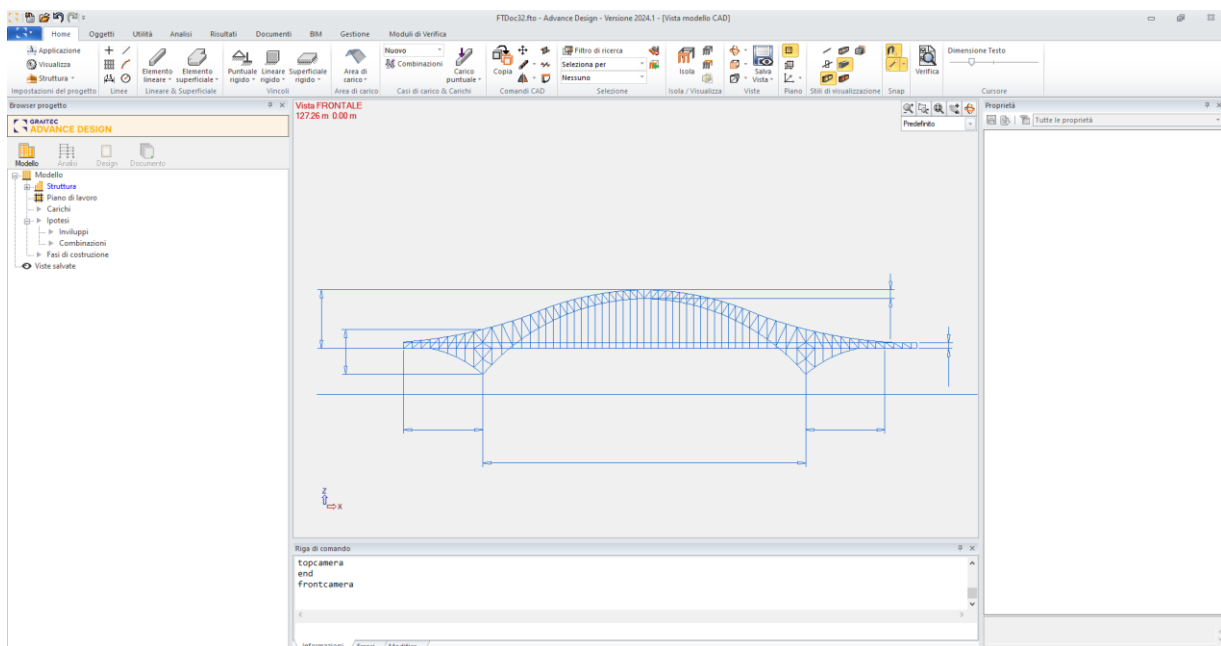 FTDoc32.fto - Advance Design - Versione 2024.1 - [Vista modello CAD]
Home Oggetti Utilità Analisi Risultati Documenti BIM Gestione Moduli di Verifica
Applicazione
Visualizza
Struttura
Impostazioni del progetto
Linee
Elemento lineare
Elemento superficiale
Lineare & Superficiale
Puntuale rigido
Lineare rigido
Superficiale rigido
Vincoli
Area di carico
Area di carico
Nuovo
Combinazioni
Carico puntuale
Casi di carico & Carichi
Copia
Comandi CAD
Filtro di ricerca
Seleziona per
Nessuno
Selezione
Isola
Isola / Visualizza
Salva Vista
Viste
Piano
Stili di visualizzazione
Snap
Verifica
Dimensione Testo
Cursore
Browser progetto
GRAITEC
ADVANCE DESIGN
Modello Analisi Design Documento
Modello
Struttura
Piano di lavoro
Carichi
Ipotesi
Inviluppi
Combinazioni
Fasi di costruzione
Viste salvate
Vista FRONTALE
127.26 m 0.00 m
Predefinito
Z
X
Riga di comando
topcamera
end
frontcamera
Informazioni Errori Modifica
Proprietà
Tutte le proprietà